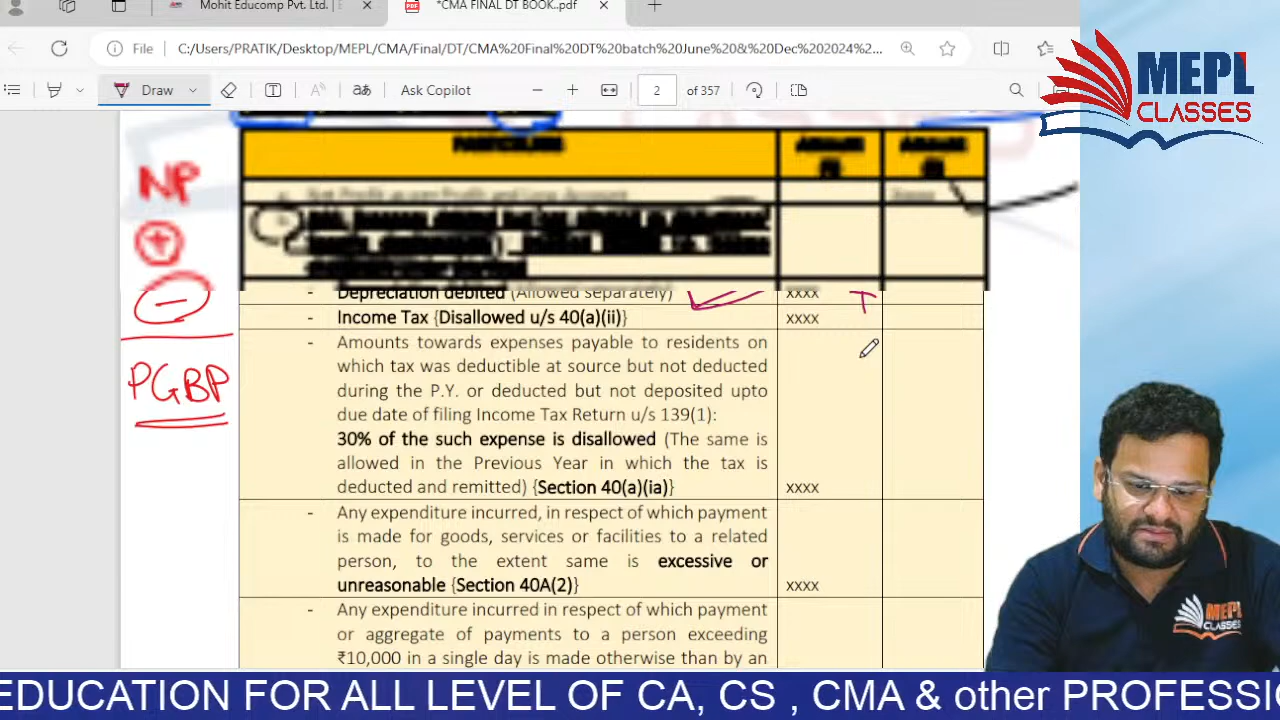 Mohit Educomp Pvt. Ltd. | E
*CMA FINAL DT BOOK..pdf
File
C:/Users/PRATIK/Desktop/MEPL/CMA/Final/DT/CMA%20Final%20DT%20batch%20June%20&%20Dec%202024%2...
Draw
Ask Copilot
2 of 357
MEPL
CLASSES
NP
+
-
PGBP
- Depreciation debited (Allowed separately)
xxxx
- Income Tax {Disallowed u/s 40(a)(ii)}
xxxx
- Amounts towards expenses payable to residents on
which tax was deductible at source but not deducted
during the P.Y. or deducted but not deposited upto
due date of filing Income Tax Return u/s 139(1):
30% of the such expense is disallowed (The same is
allowed in the Previous Year in which the tax is
deducted and remitted) {Section 40(a)(ia)}
xxxx
- Any expenditure incurred, in respect of which payment
is made for goods, services or facilities to a related
person, to the extent same is excessive or
unreasonable {Section 40A(2)}
xxxx
- Any expenditure incurred in respect of which payment
or aggregate of payments to a person exceeding
₹10,000 in a single day is made otherwise than by an
MEPL
CLASSES
EDUCATION FOR ALL LEVEL OF CA, CS , CMA & other PROFESSI